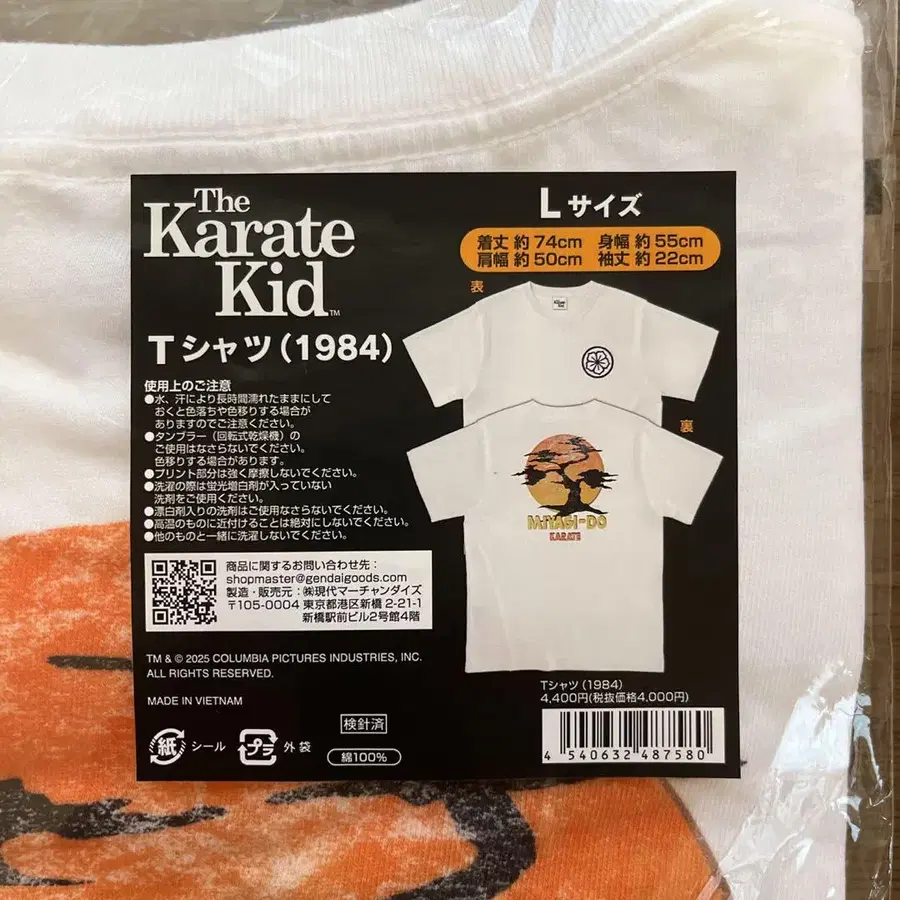 The
Karate
Kid™
Tシャツ(1984)
使用上のご注意
●水、汗により長時間濡れたままにして
おくと色落ちや色移りする場合が
ありますのでご注意ください。
●タンブラー（回転式乾燥機）の
ご使用はなさらないでください。
色移りする場合があります。
●プリント部分は強く摩擦しないでください。
●洗濯の際は蛍光増白剤が入っていない
洗剤をご使用ください。
●漂白剤入りの洗剤はご使用なさらないでください。
●高温のものに近付けることは絶対にしないでください。
●他のものと一緒に洗濯しないでください。
商品に関するお問い合わせ先：
shopmaster@gendaigoods.com
製造・販売元：㈱現代マーチャンダイズ
〒105-0004 東京都港区新橋 2-21-1
新橋駅前ビル2号館4階
TM & © 2025 COLUMBIA PICTURES INDUSTRIES, INC.
ALL RIGHTS RESERVED.
MADE IN VIETNAM
紙 シール
プラ 外袋
検針済
綿100%
Lサイズ
着丈 約74cm 身幅 約55cm
肩幅 約50cm 袖丈 約22cm
表
The Karate Kid
裏
MIYAGI-DO
KARATE
Tシャツ(1984)
4,400円(税抜価格4.000円)
4 540632 487580